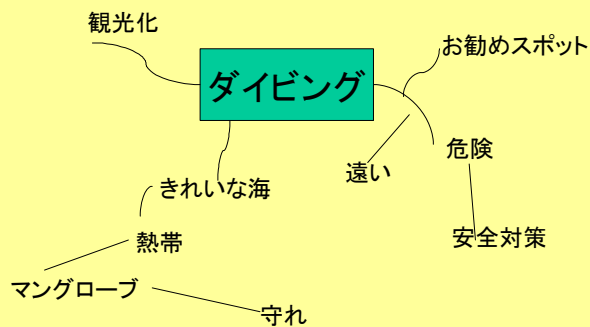 観光化
お勧めスポット
ダイビング
危険
遠い
きれいな海
安全対策
熱帯
マングローブ
守れ